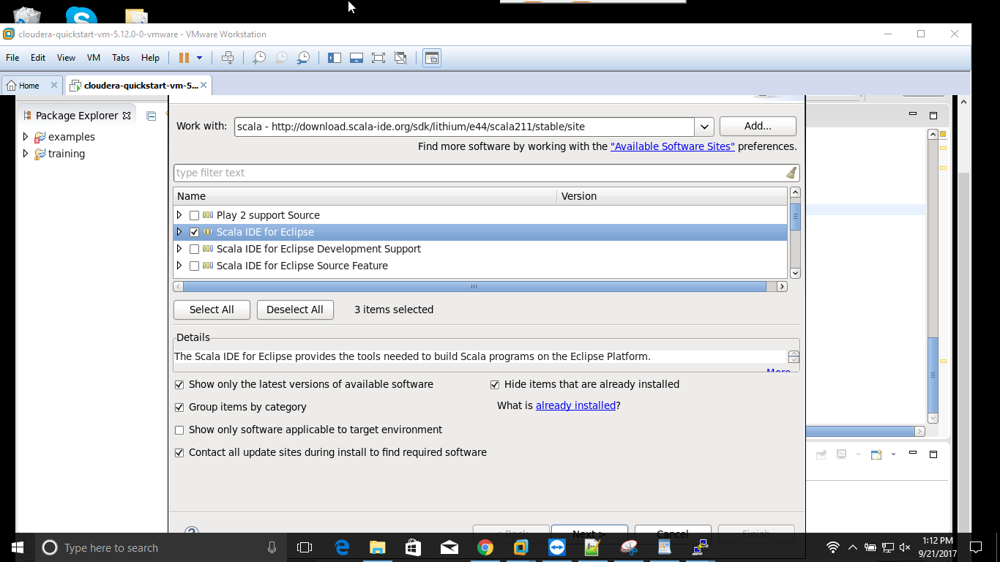 cloudera-quickstart-vm-5.12.0-0-vmware - VMware Workstation
File Edit View VM Tabs Help
Home cloudera-quickstart-vm-5...
Package Explorer
examples
training
Work with: scala - http://download.scala-ide.org/sdk/lithium/e44/scala211/stable/site Add...
Find more software by working with the "Available Software Sites" preferences.
type filter text
Name Version
Play 2 support Source
Scala IDE for Eclipse
Scala IDE for Eclipse Development Support
Scala IDE for Eclipse Source Feature
Select All Deselect All 3 items selected
Details
The Scala IDE for Eclipse provides the tools needed to build Scala programs on the Eclipse Platform.
More...
Show only the latest versions of available software Hide items that are already installed
Group items by category What is already installed?
Show only software applicable to target environment
Contact all update sites during install to find required software
< Back Next > Cancel Finish
Type here to search
1:12 PM
9/21/2017